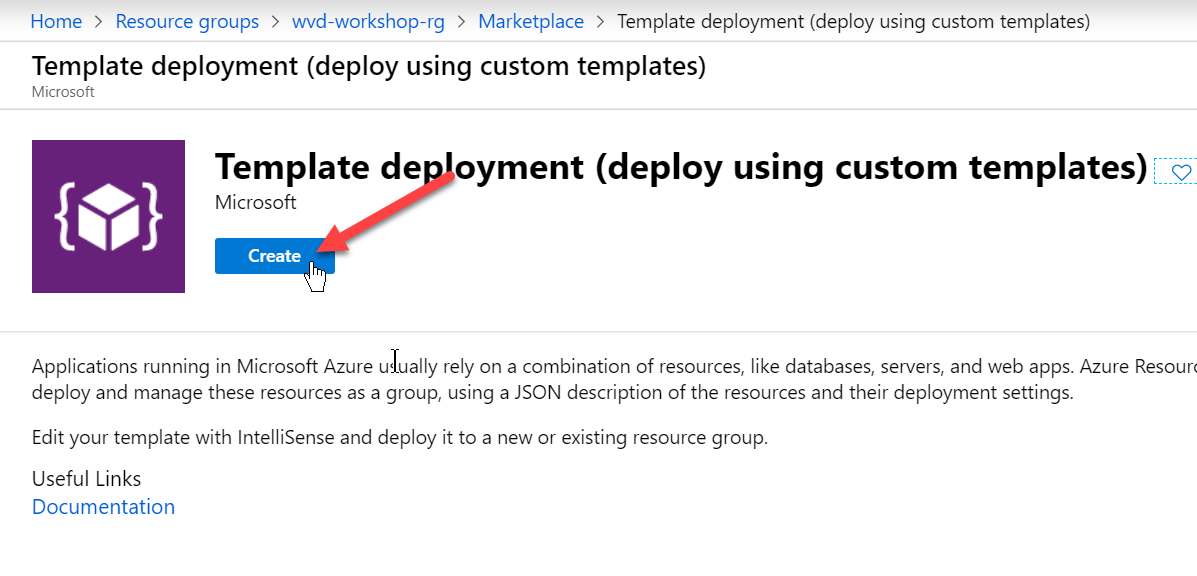 Home > Resource groups > wvd-workshop-rg > Marketplace > Template deployment (deploy using custom templates)
Template deployment (deploy using custom templates)
Microsoft
Template deployment (deploy using custom templates)
Microsoft
Create
Applications running in Microsoft Azure usually rely on a combination of resources, like databases, servers, and web apps. Azure
deploy and manage these resources as a group, using a JSON description of the resources and their deployment settings.
Edit your template with IntelliSense and deploy it to a new or existing resource group.
Useful Links
Documentation